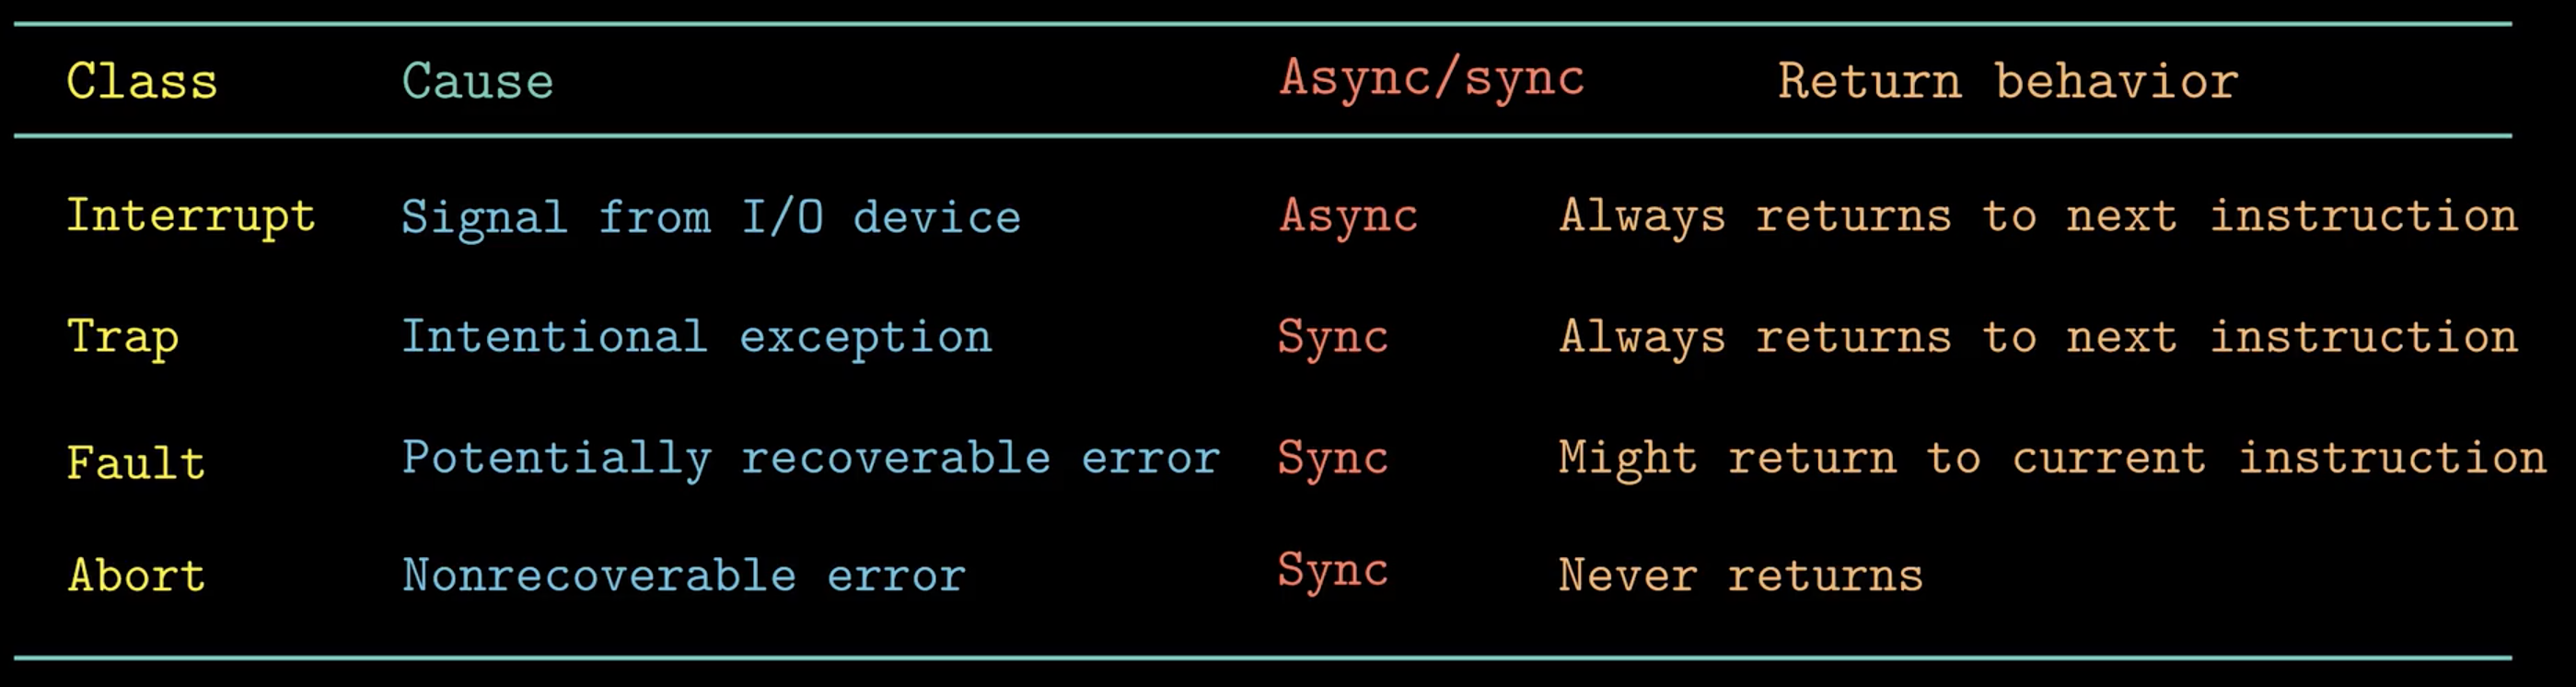 Class Cause Async/sync Return behavior
Interrupt Signal from I/O device Async Always returns to next instruction
Trap Intentional exception Sync Always returns to next instruction
Fault Potentially recoverable error Sync Might return to current instruction
Abort Nonrecoverable error Sync Never returns